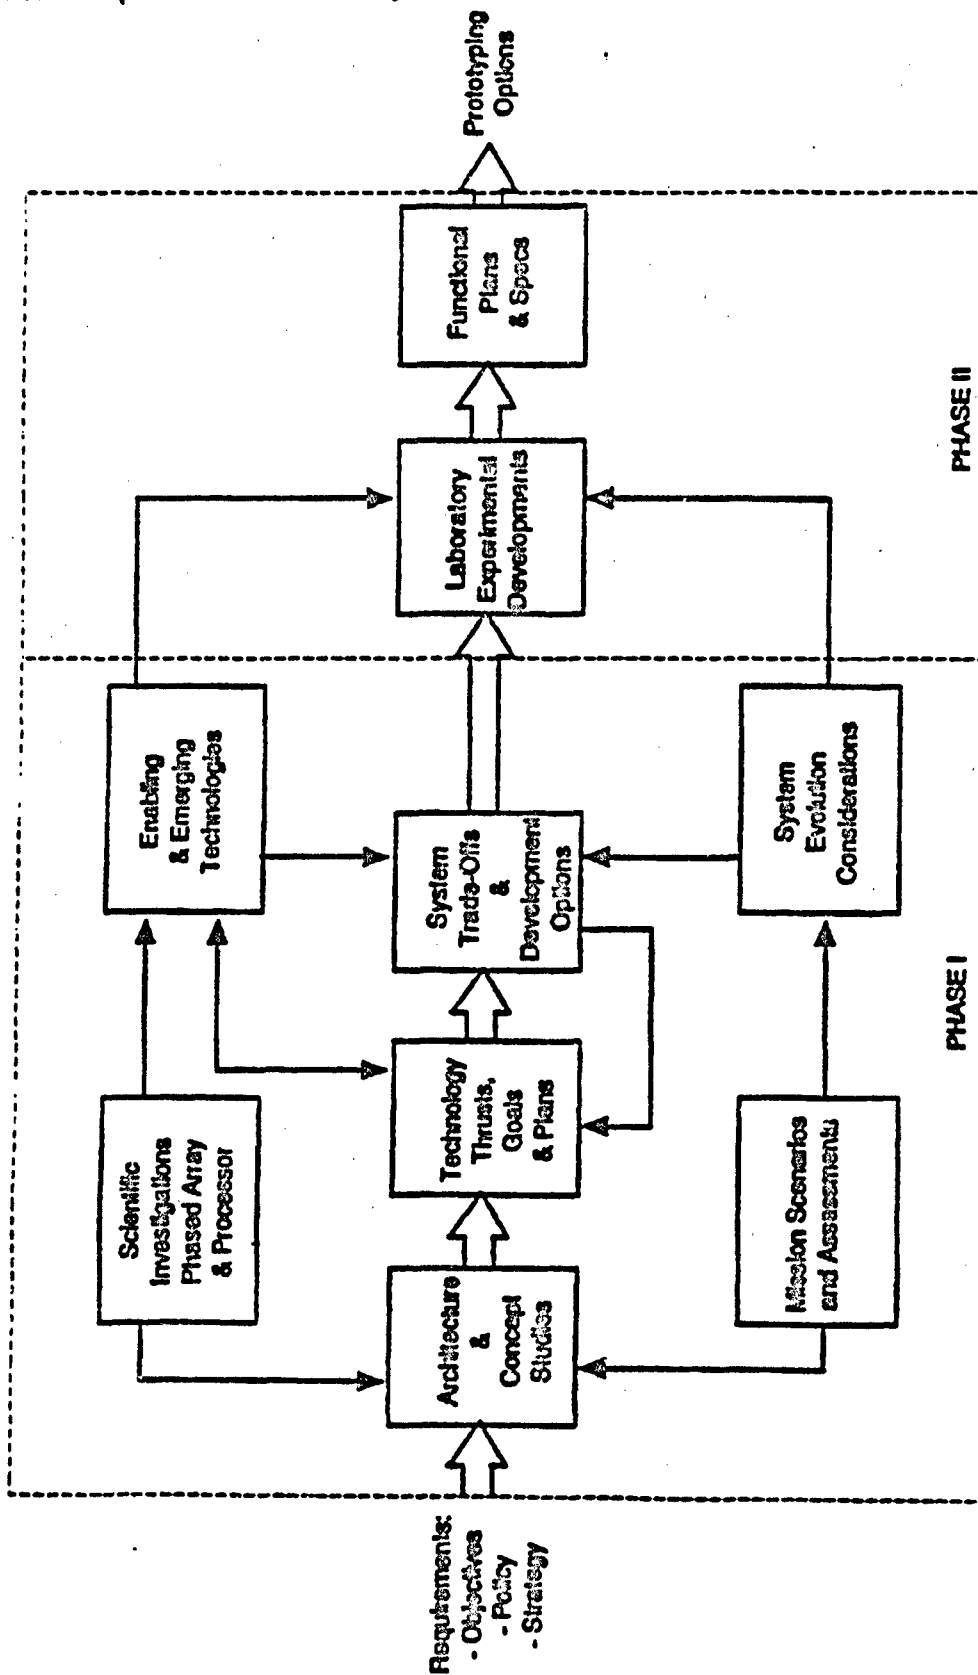 Requirements:
- Objectives
- Policy
- Strategy
Scientific
Investigations
Phased Array
& Processor
Enabling
& Emerging
Technologies
Architecture
&
Concept
Studies
Technology
Thrusts,
Goals
& Plans
System
Trade-Offs
&
Development
Options
Laboratory
Experimental
Developments
Functional
Plans
& Specs
Prototyping
Options
Mission Scenarios
and Assessments
System
Evolution
Considerations
PHASE I
PHASE II